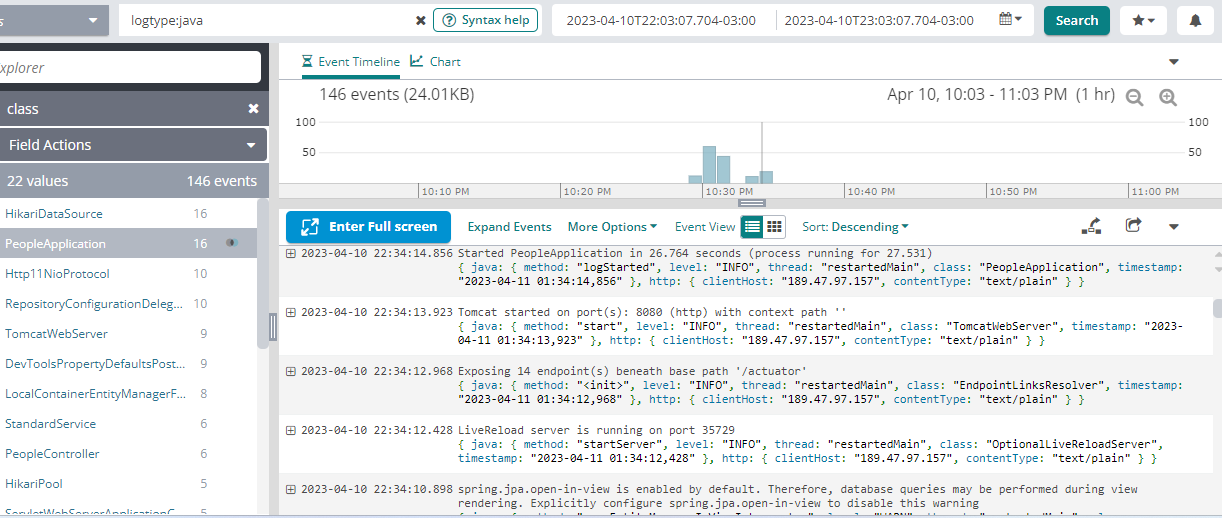 s
logtype:java
Syntax help
2023-04-10T22:03:07.704-03:00
2023-04-10T23:03:07.704-03:00
Search
xplorer
class
Field Actions
22 values 146 events
HikariDataSource 16
PeopleApplication 16
Http11NioProtocol 10
RepositoryConfigurationDeleg... 10
TomcatWebServer 9
DevToolsPropertyDefaultsPost... 9
LocalContainerEntityManagerF... 8
StandardService 6
PeopleController 6
HikariPool 5
Event Timeline
Chart
146 events (24.01KB)
Apr 10, 10:03 - 11:03 PM (1 hr)
100 100
50 50
10:10 PM 10:20 PM 10:30 PM 10:40 PM 10:50 PM 11:00 PM
Enter Full screen Expand Events More Options Event View Sort: Descending
2023-04-10 22:34:14.856 Started PeopleApplication in 26.764 seconds (process running for 27.531)
{ java: { method: "logStarted", level: "INFO", thread: "restartedMain", class: "PeopleApplication", timestamp:
"2023-04-11 01:34:14,856" }, http: { clientHost: "189.47.97.157", contentType: "text/plain" } }
2023-04-10 22:34:13.923 Tomcat started on port(s): 8080 (http) with context path ''
{ java: { method: "start", level: "INFO", thread: "restartedMain", class: "TomcatWebServer", timestamp: "2023-
04-11 01:34:13,923" }, http: { clientHost: "189.47.97.157", contentType: "text/plain" } }
2023-04-10 22:34:12.968 Exposing 14 endpoint(s) beneath base path '/actuator'
{ java: { method: "<init>", level: "INFO", thread: "restartedMain", class: "EndpointLinksResolver", timestamp:
"2023-04-11 01:34:12,968" }, http: { clientHost: "189.47.97.157", contentType: "text/plain" } }
2023-04-10 22:34:12.428 LiveReload server is running on port 35729
{ java: { method: "startServer", level: "INFO", thread: "restartedMain", class: "OptionalLiveReloadServer",
timestamp: "2023-04-11 01:34:12,428" }, http: { clientHost: "189.47.97.157", contentType: "text/plain" } }
2023-04-10 22:34:10.898 spring.jpa.open-in-view is enabled by default. Therefore, database queries may be performed during view
rendering. Explicitly configure spring.jpa.open-in-view to disable this warning